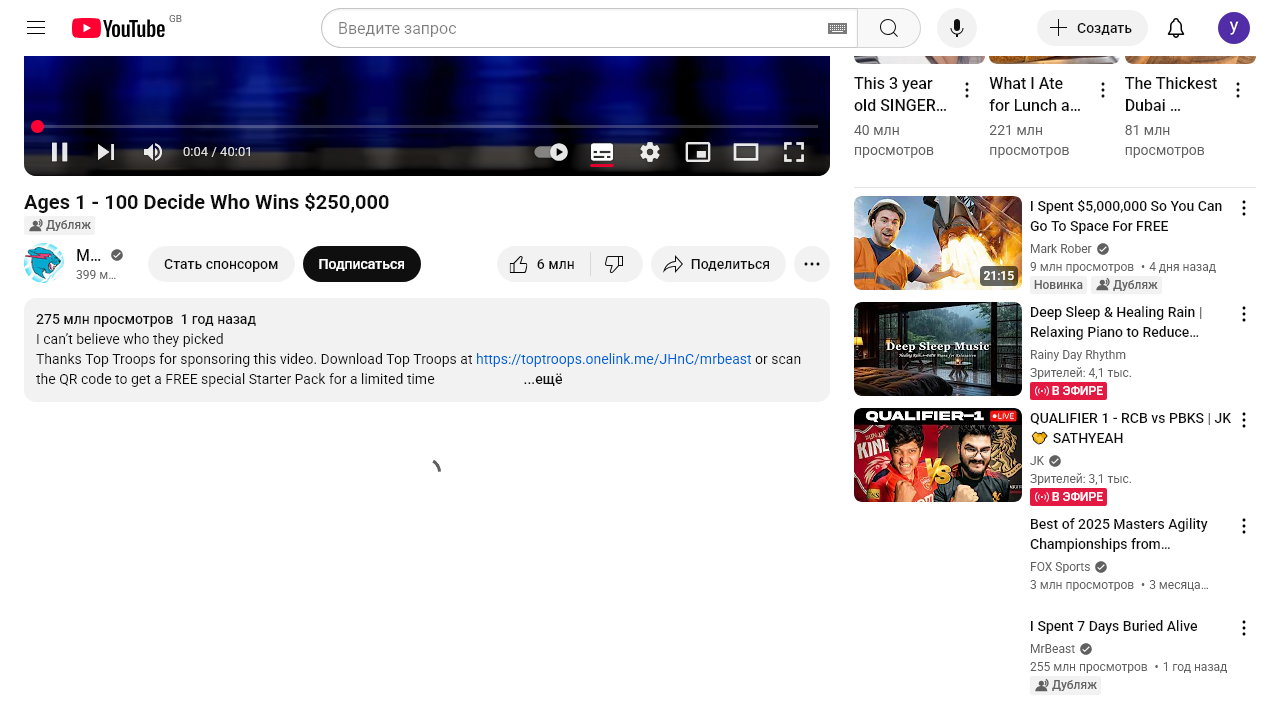 YouTube GB
Введите запрос
Создать
У
0:04 / 40:01
Ages 1 - 100 Decide Who Wins $250,000
Дубляж
M...
399 м...
Стать спонсором
Подписаться
6 млн
Поделиться
275 млн просмотров 1 год назад
I can't believe who they picked
Thanks Top Troops for sponsoring this video. Download Top Troops at https://toptroops.onelink.me/JHnC/mrbeast or scan
the QR code to get a FREE special Starter Pack for a limited time ...ещё
This 3 year
old SINGER...
40 млн
просмотров
What I Ate
for Lunch a...
221 млн
просмотров
The Thickest
Dubai ...
81 млн
просмотров
21:15
I Spent $5,000,000 So You Can
Go To Space For FREE
Mark Rober
9 млн просмотров • 4 дня назад
Новинка Дубляж
Deep Sleep Music
Deep Sleep & Healing Rain |
Relaxing Piano to Reduce...
Rainy Day Rhythm
Зрителей: 4,1 тыс.
В ЭФИРЕ
QUALIFIER-1 LIVE
VS
QUALIFIER 1 - RCB vs PBKS | JK
SATHYEAH
JK
Зрителей: 3,1 тыс.
В ЭФИРЕ
Best of 2025 Masters Agility
Championships from...
FOX Sports
3 млн просмотров • 3 месяца...
I Spent 7 Days Buried Alive
MrBeast
255 млн просмотров • 1 год назад
Дубляж